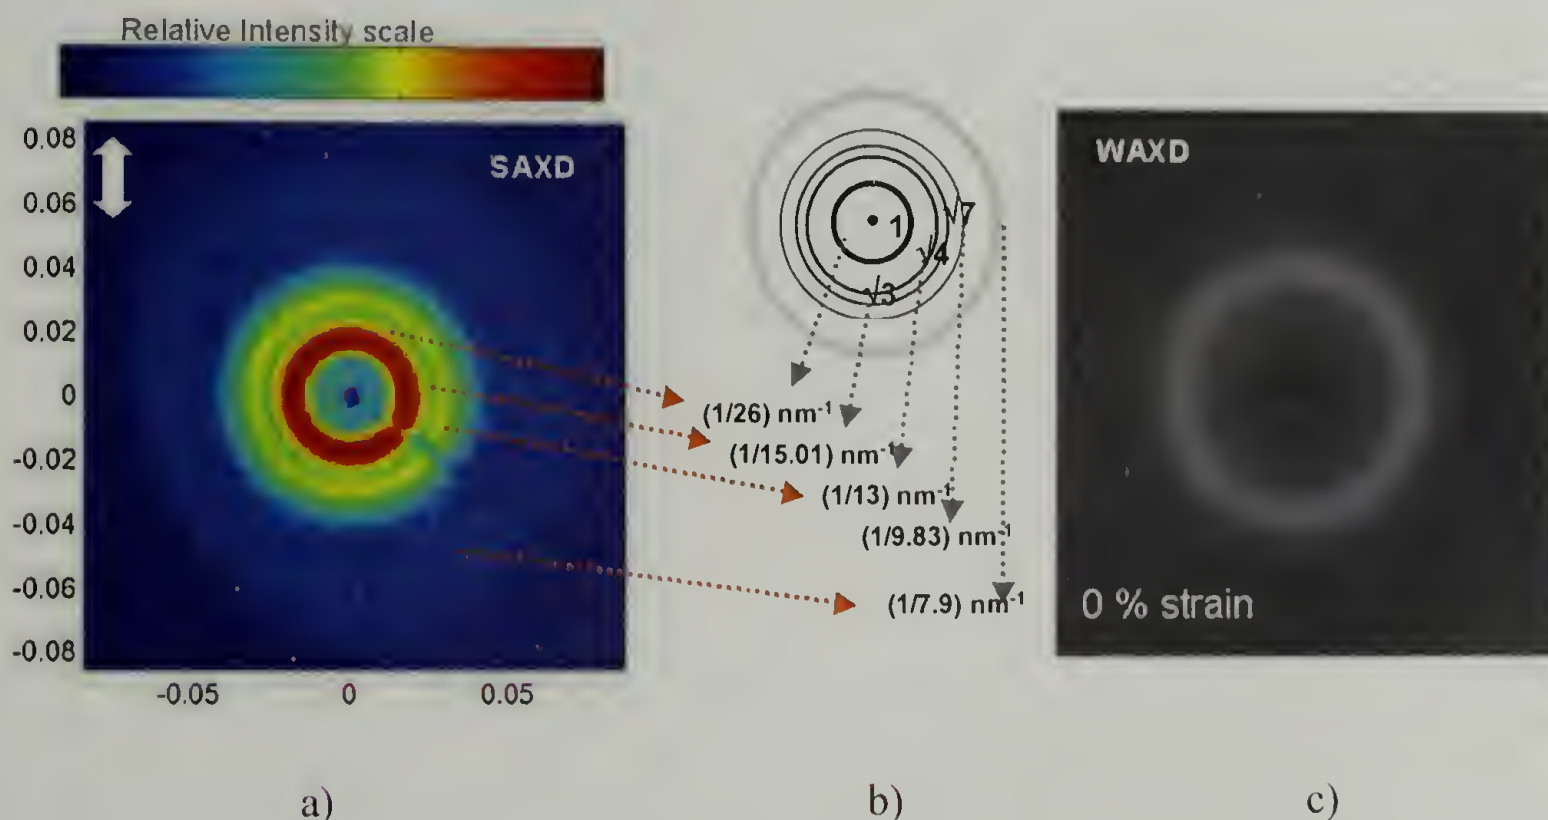 Relative Intensity scale
SAXD
0.08
0.06
0.04
0.02
0
-0.02
-0.04
-0.06
-0.08
-0.05 0 0.05
1
√7
√4
√3
(1/26) nm⁻¹
(1/15.01) nm⁻¹
(1/13) nm⁻¹
(1/9.83) nm⁻¹
(1/7.9) nm⁻¹
WAXD
0 % strain
a) b) c)